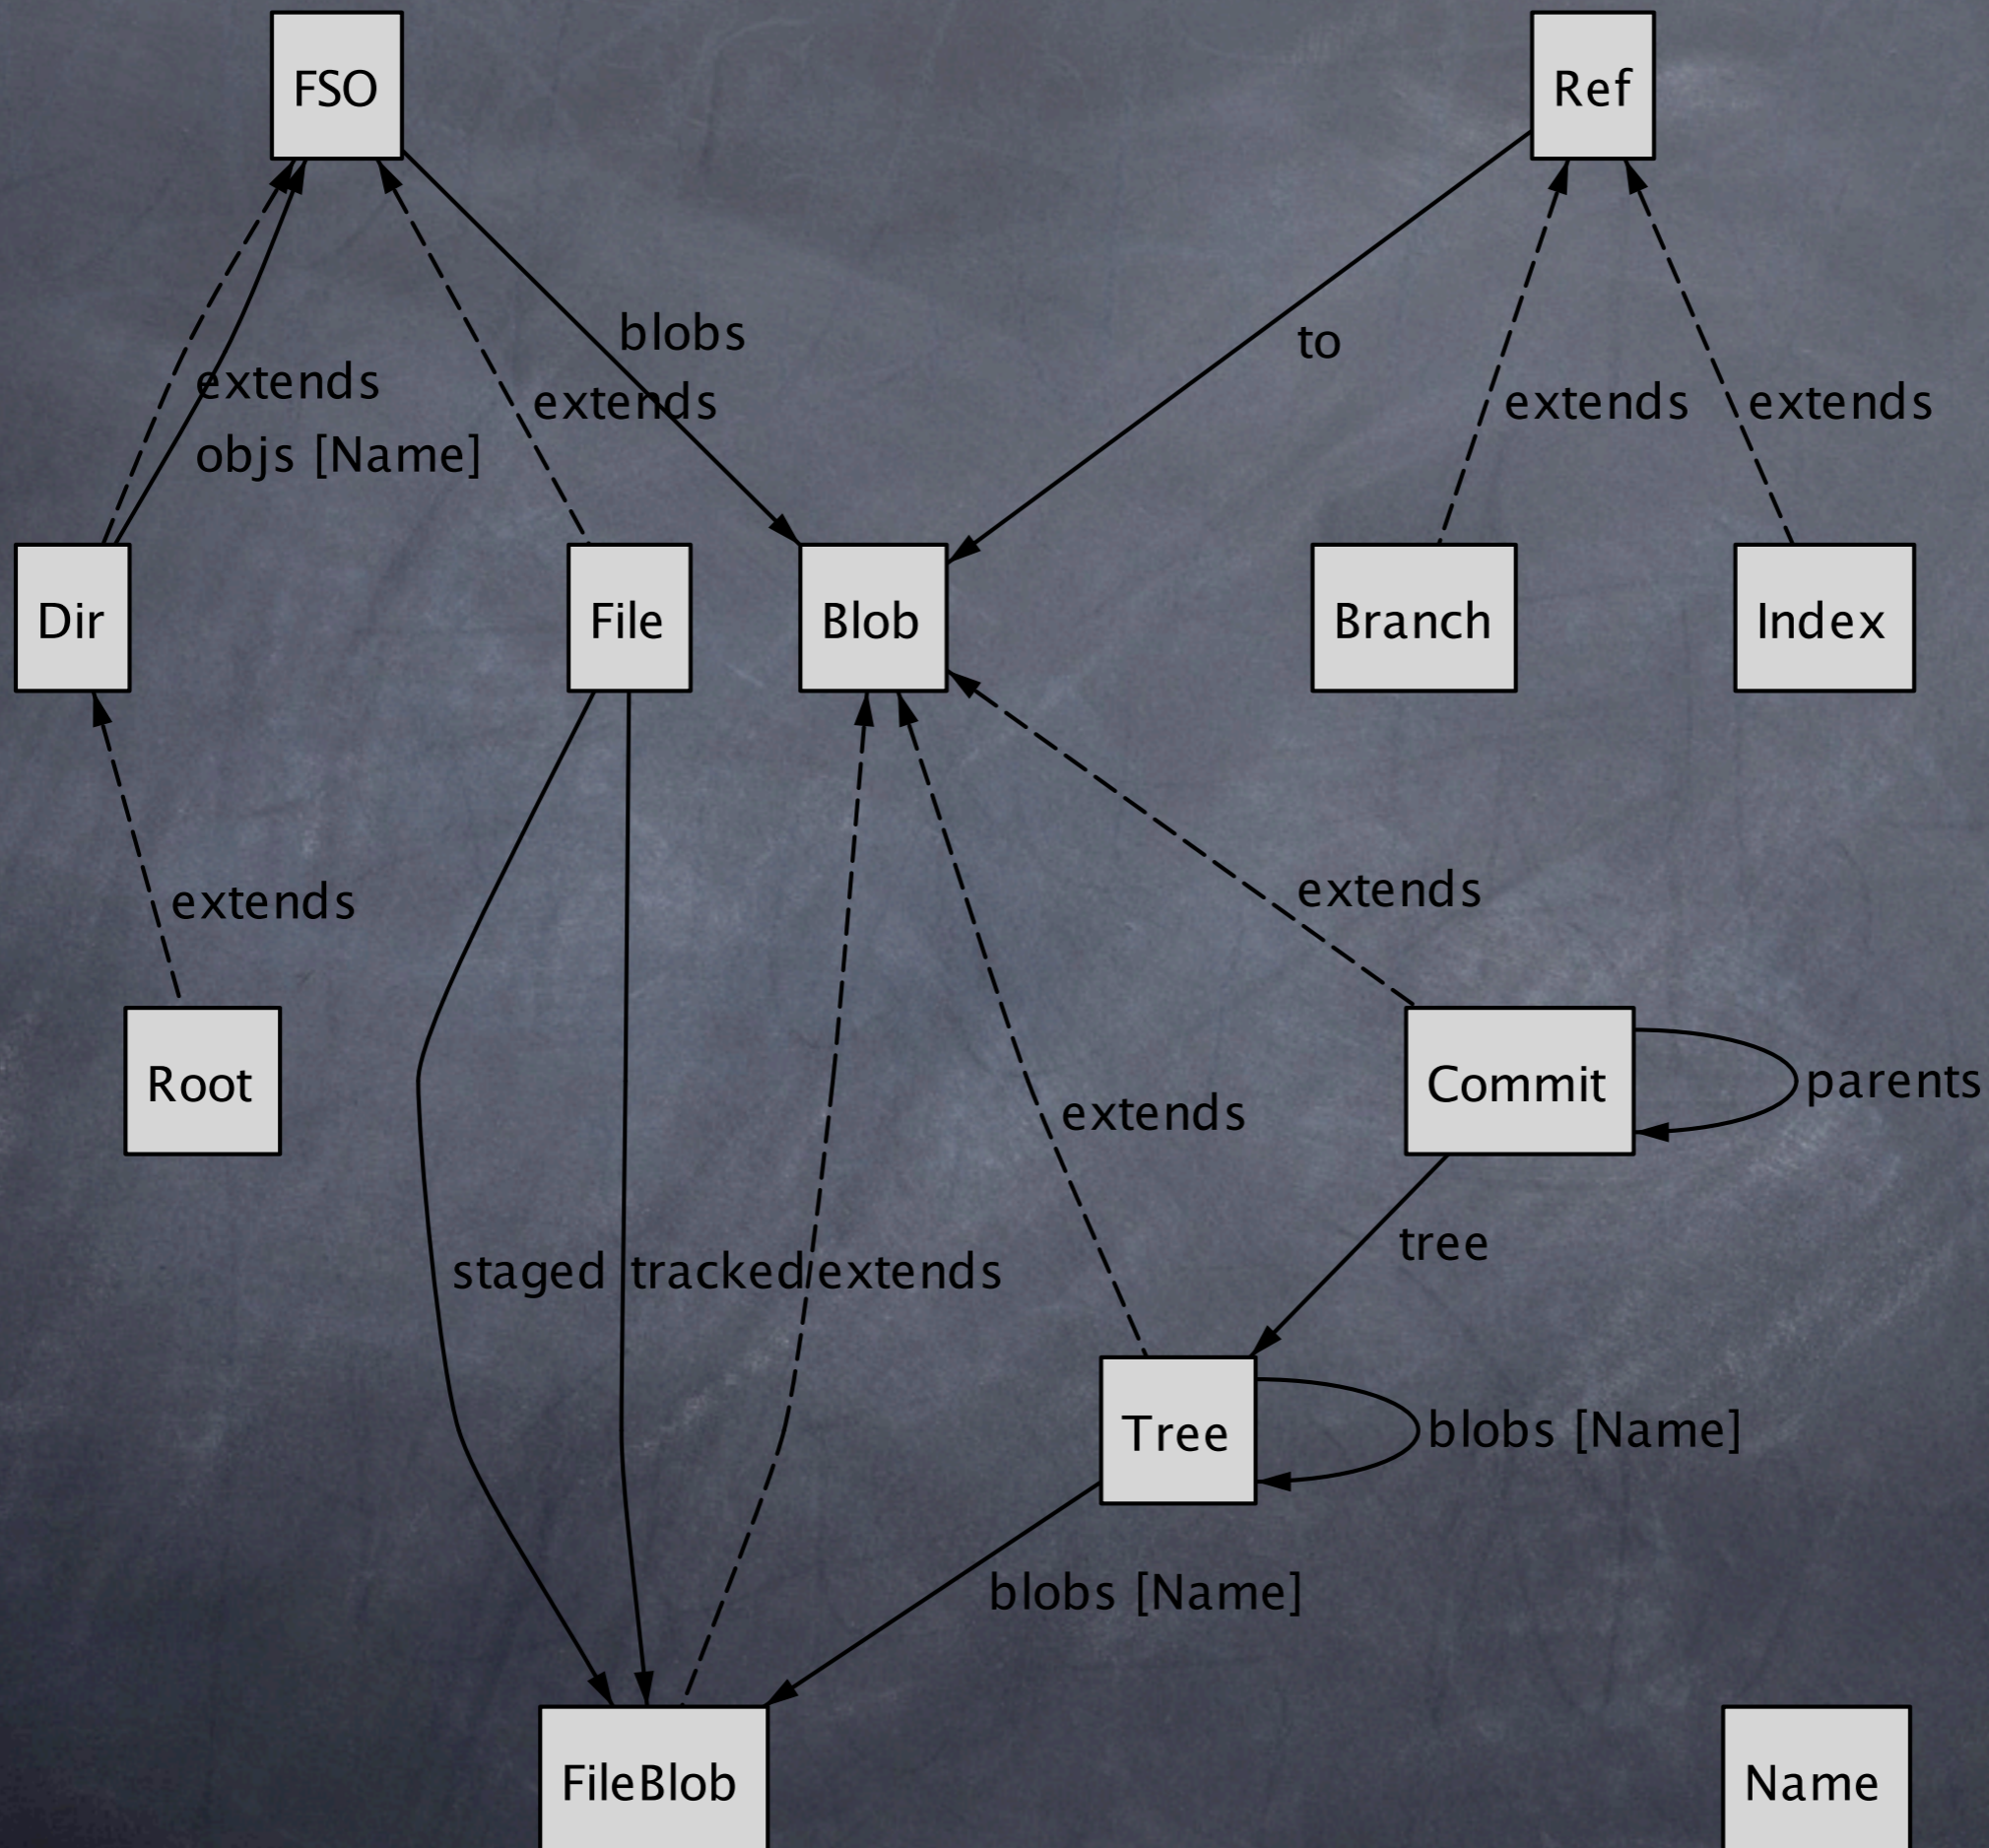 FSO
Ref
blobs
to
extends
extends
extends
extends
objs [Name]
Dir
File
Blob
Branch
Index
extends
extends
Root
Commit
parents
extends
tree
staged
tracked
extends
Tree
blobs [Name]
blobs [Name]
FileBlob
Name